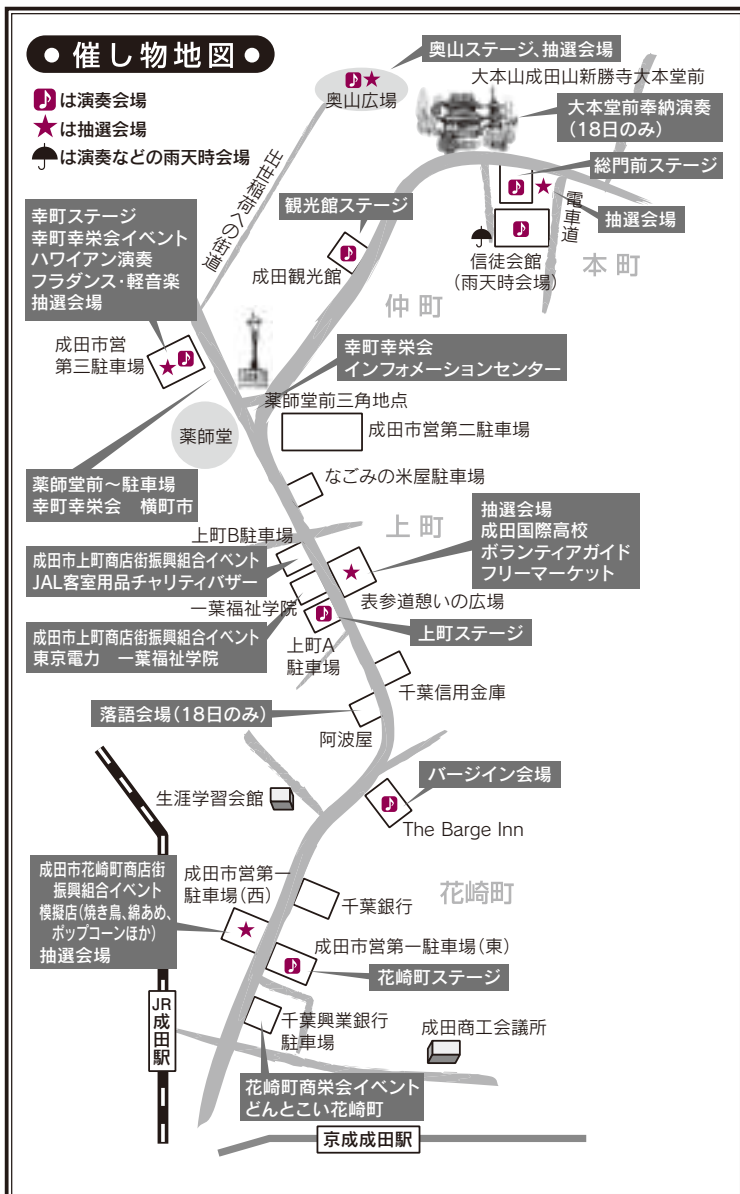 ● 催し物地図 ●
♪は演奏会場
★は抽選会場
☂は演奏などの雨天時会場
奥山ステージ、抽選会場
奥山広場
大本山成田山新勝寺大本堂前
大本堂前奉納演奏
(18日のみ)
総門前ステージ
抽選会場
電車道
信徒会館
(雨天時会場)
本町
出世稲荷への街道
観光館ステージ
成田観光館
仲町
幸町ステージ
幸町幸栄会イベント
ハワイアン演奏
フラダンス・軽音楽
抽選会場
成田市営
第三駐車場
幸町幸栄会
インフォメーションセンター
薬師堂前三角地点
薬師堂
成田市営第二駐車場
薬師堂前～駐車場
幸町幸栄会 横町市
なごみの米屋駐車場
上町
上町B駐車場
抽選会場
成田国際高校
ボランティアガイド
フリーマーケット
成田市上町商店街振興組合イベント
JAL客室用品チャリティバザー
一葉福祉学院
表参道憩いの広場
成田市上町商店街振興組合イベント
東京電力 一葉福祉学院
上町A
駐車場
上町ステージ
千葉信用金庫
落語会場(18日のみ)
阿波屋
バージイン会場
生涯学習会館
The Barge Inn
成田市花崎町商店街
振興組合イベント
模擬店(焼き鳥、綿あめ、
ポップコーンほか)
抽選会場
成田市営第一
駐車場(西)
千葉銀行
花崎町
成田市営第一駐車場(東)
花崎町ステージ
JR
成田駅
千葉興業銀行
駐車場
成田商工会議所
花崎町商栄会イベント
どんとこい花崎町
京成成田駅